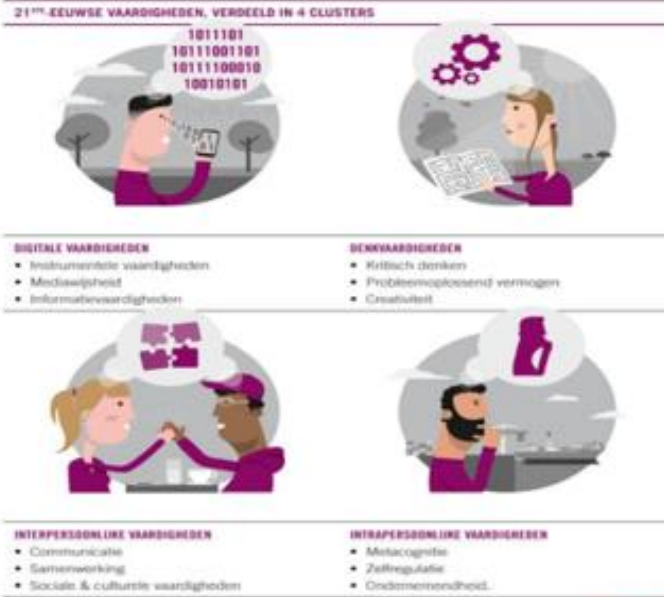 21STE-EEUWSE VAARDIGHEDEN, VERDEELD IN 4 CLUSTERS
1011101
10111001101
10111100010
10010101
DIGITALE VAARDIGHEDEN
• Instrumentele vaardigheden
• Mediawijsheid
• Informatievaardigheden
DENKVAARDIGHEDEN
• Kritisch denken
• Probleemoplossend vermogen
• Creativiteit
INTERPERSOONLIJKE VAARDIGHEDEN
• Communicatie
• Samenwerking
• Sociale & culturele vaardigheden
INTRAPERSOONLIJKE VAARDIGHEDEN
• Metacognitie
• Zelfregulatie
• Ondernemendheid.